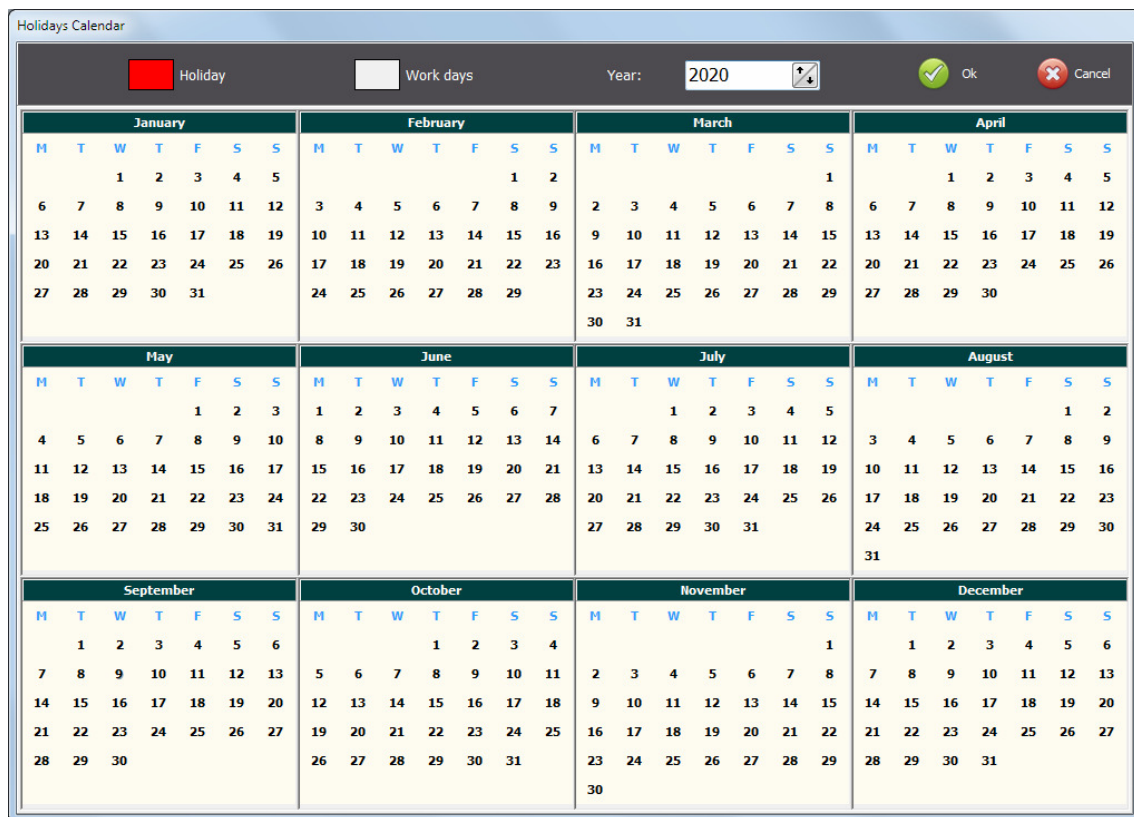 Holidays Calendar
Holiday Work days Year: 2020 Ok Cancel
January February March April
M T W T F S S M T W T F S S M T W T F S S M T W T F S S
1 2 3 4 5 1 2 1 1 2 3 4 5
6 7 8 9 10 11 12 3 4 5 6 7 8 9 2 3 4 5 6 7 8 6 7 8 9 10 11 12
13 14 15 16 17 18 19 10 11 12 13 14 15 16 9 10 11 12 13 14 15 13 14 15 16 17 18 19
20 21 22 23 24 25 26 17 18 19 20 21 22 23 16 17 18 19 20 21 22 20 21 22 23 24 25 26
27 28 29 30 31 24 25 26 27 28 29 23 24 25 26 27 28 29 27 28 29 30
30 31
May June July August
M T W T F S S M T W T F S S M T W T F S S M T W T F S S
1 2 3 1 2 3 4 5 6 7 1 2 3 4 5 1 2
4 5 6 7 8 9 10 8 9 10 11 12 13 14 6 7 8 9 10 11 12 3 4 5 6 7 8 9
11 12 13 14 15 16 17 15 16 17 18 19 20 21 13 14 15 16 17 18 19 10 11 12 13 14 15 16
18 19 20 21 22 23 24 22 23 24 25 26 27 28 20 21 22 23 24 25 26 17 18 19 20 21 22 23
25 26 27 28 29 30 31 29 30 27 28 29 30 31 24 25 26 27 28 29 30
31
September October November December
M T W T F S S M T W T F S S M T W T F S S M T W T F S S
1 2 3 4 5 6 1 2 3 4 1 1 2 3 4 5 6
7 8 9 10 11 12 13 5 6 7 8 9 10 11 2 3 4 5 6 7 8 7 8 9 10 11 12 13
14 15 16 17 18 19 20 12 13 14 15 16 17 18 9 10 11 12 13 14 15 14 15 16 17 18 19 20
21 22 23 24 25 26 27 19 20 21 22 23 24 25 16 17 18 19 20 21 22 21 22 23 24 25 26 27
28 29 30 26 27 28 29 30 31 23 24 25 26 27 28 29 28 29 30 31
30